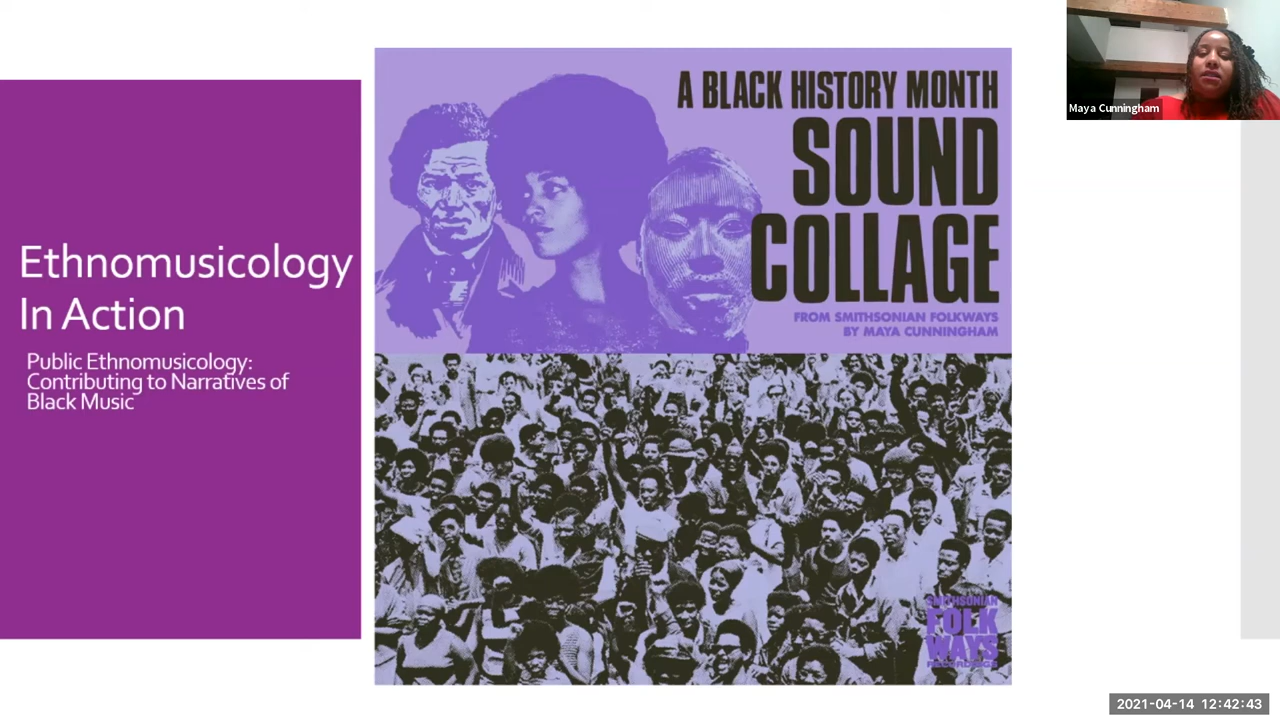 Ethnomusicology
In Action
Public Ethnomusicology:
Contributing to Narratives of
Black Music
A BLACK HISTORY MONTH
SOUND
COLLAGE
FROM SMITHSONIAN FOLKWAYS
BY MAYA CUNNINGHAM
SMITHSONIAN
FOLK
WAYS
RECORDINGS
Maya Cunningham
2021-04-14 12:42:43